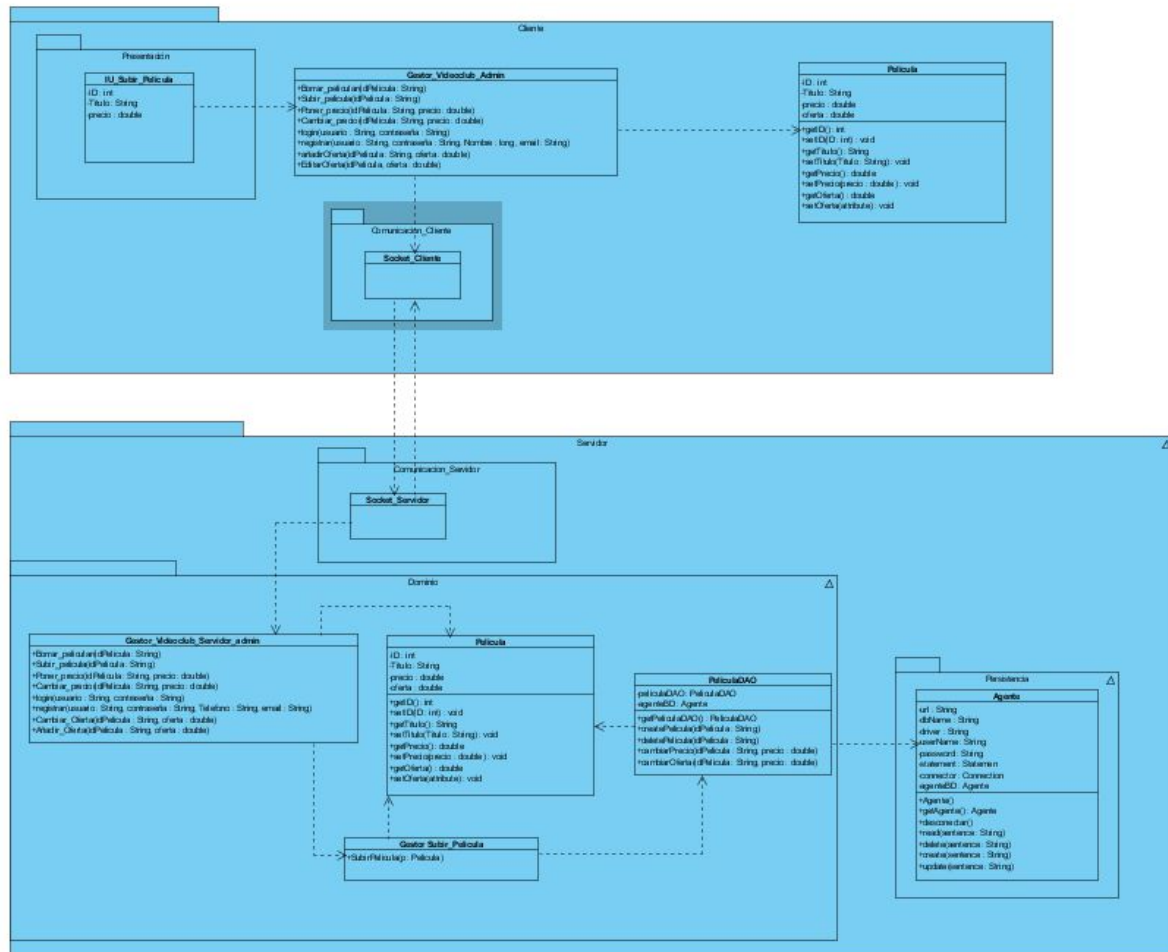 Cliente
Presentación
IU_Subir_Pelicula
-ID : int
-Titulo : String
-precio : double
Gestor_Videoclub_Admin
+Borrar_peliculan(idPelicula : String)
+Subir_pelicula(idPelicula : String)
+Poner_precio(idPelicula : String, precio : double)
+Cambiar_precio(idPelicula : String, precio : double)
+login(usuario : String, contraseña : String)
+registrar(usuario : String, contraseña : String, Nombre : long, email : String)
+añadirOferta(idPelicula : String, oferta : double)
+EditarOferta(idPelicula, oferta : double)
Pelicula
-ID : int
-Titulo : String
-precio : double
-oferta : double
+getID() : int
+setID(ID : int) : void
+getTitulo() : String
+setTitulo(Titulo : String) : void
+getPrecio() : double
+setPrecio(precio : double) : void
+getOferta() : double
+setOferta(attribute) : void
Comunicación_Cliente
Socket_Cliente
Servidor
Comunicacion_Servidor
Socket_Servidor
Dominio
Gestor_Videoclub_Servidor_admin
+Borrar_peliculan(idPelicula : String)
+Subir_pelicula(idPelicula : String)
+Poner_precio(idPelicula : String, precio : double)
+Cambiar_precio(idPelicula : String, precio : double)
+login(usuario : String, contraseña : String)
+registrar(usuario : String, contraseña : String, Telefono : String, email : String)
+Cambiar_Oferta(idPelicula : String, oferta : double)
+Añadir_Oferta(idPelicula : String, oferta : double)
Pelicula
-ID : int
-Titulo : String
-precio : double
-oferta : double
+getID() : int
+setID(ID : int) : void
+getTitulo() : String
+setTitulo(Titulo : String) : void
+getPrecio() : double
+setPrecio(precio : double) : void
+getOferta() : double
+setOferta(attribute) : void
PeliculaDAO
-peliculaDAO : PeliculaDAO
-agenteBD : Agente
+getPeliculaDAO() : PeliculaDAO
+createPelicula(idPelicula : String)
+deletePelicula(idPelicula : String)
+cambiarPrecio(idPelicula : String, precio : double)
+cambiarOferta(idPelicula : String, precio : double)
Gestor Subir_Pelicula
+SubirPelicula(p : Pelicula)
Persistencia
Agente
-url : String
-dbName : String
-driver : String
-userName : String
-password : String
-statement : Statemen
-connector : Connection
-agenteBD : Agente
+Agente()
+getAgente() : Agente
+desconectar()
+read(sentence : String)
+delete(sentence : String)
+create(sentence : String)
+update(sentence : String)